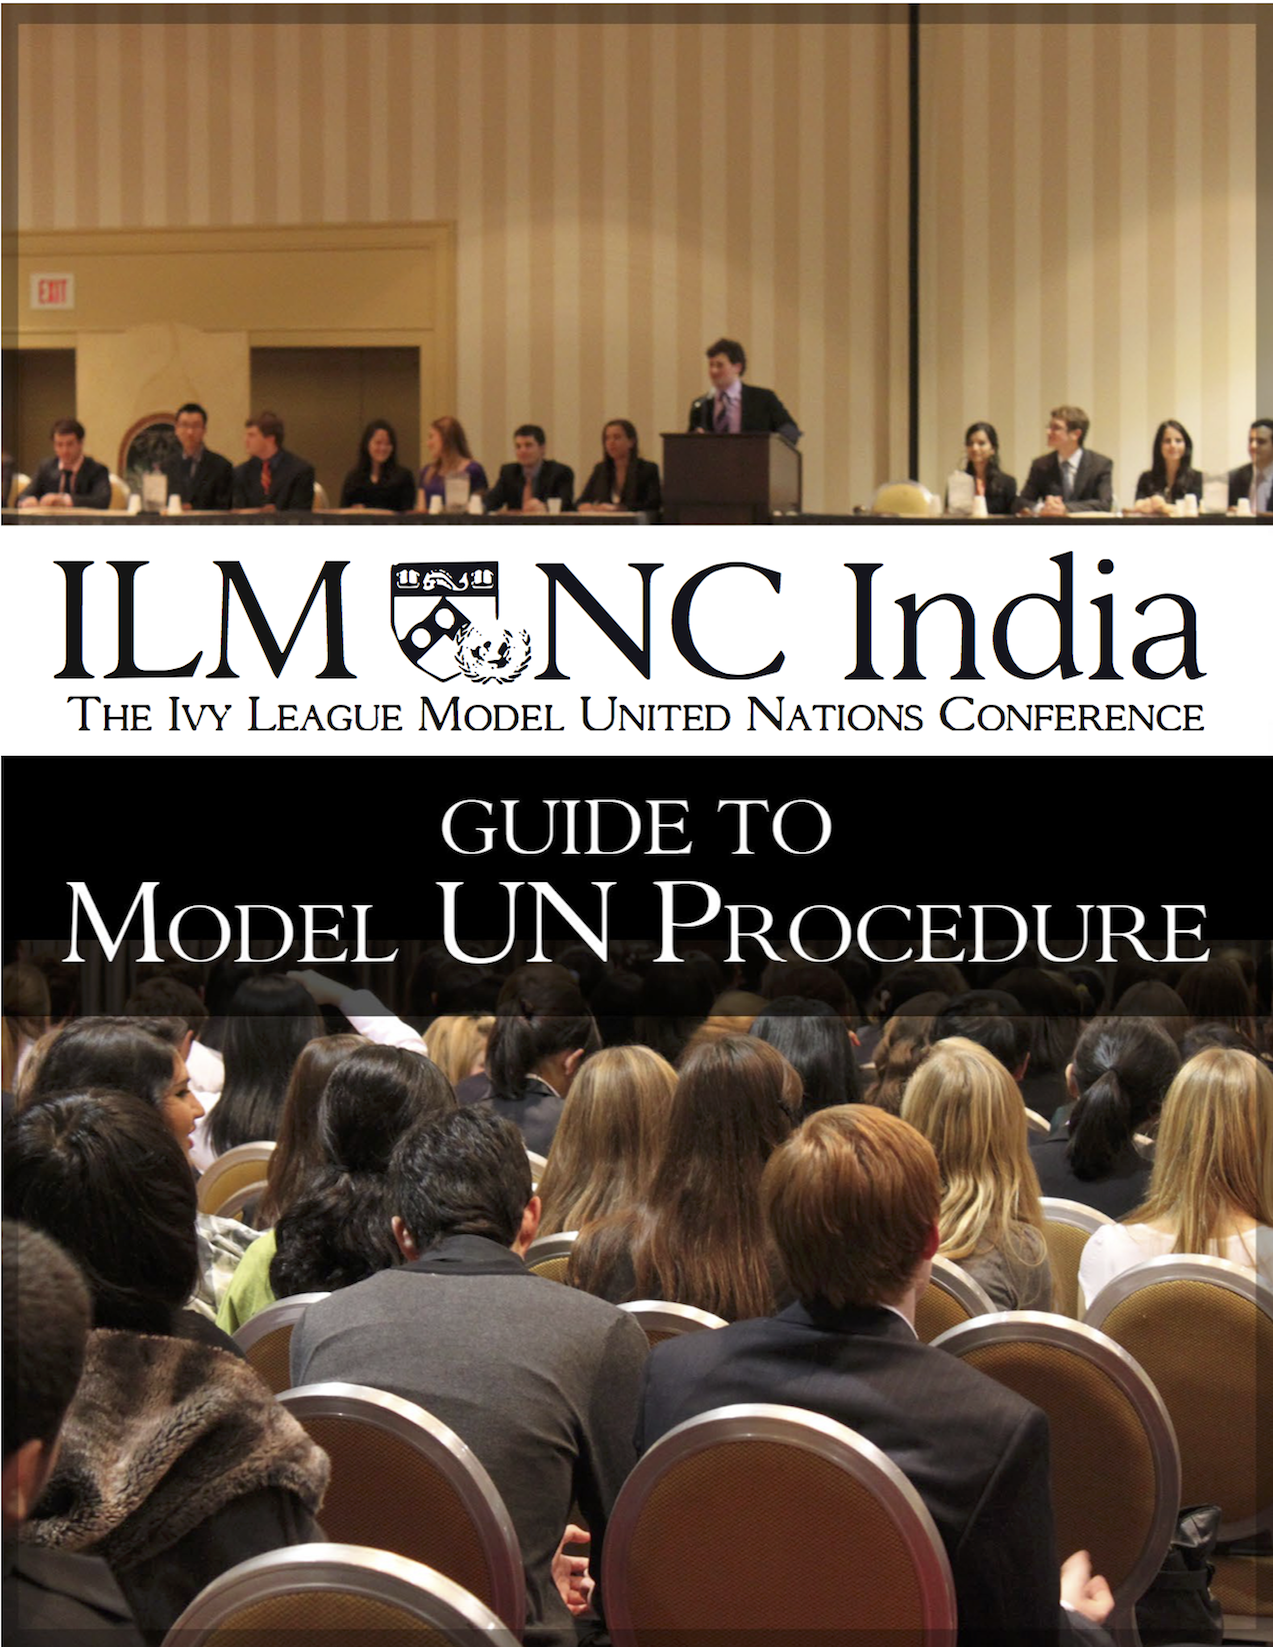 EXIT
ILM NC India
The Ivy League Model United Nations Conference
GUIDE TO
Model UN Procedure